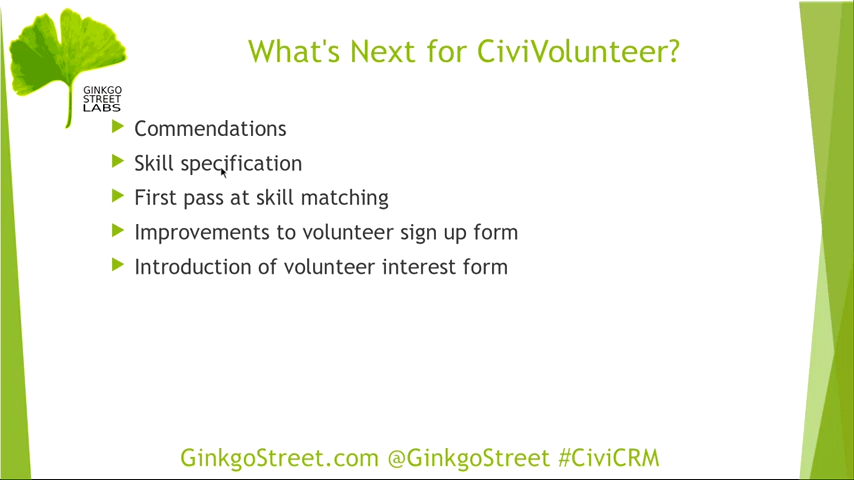 What's Next for CiviVolunteer?
GINKGO
STREET
LABS
Commendations
Skill specification
First pass at skill matching
Improvements to volunteer sign up form
Introduction of volunteer interest form
GinkgoStreet.com @GinkgoStreet #CiviCRM